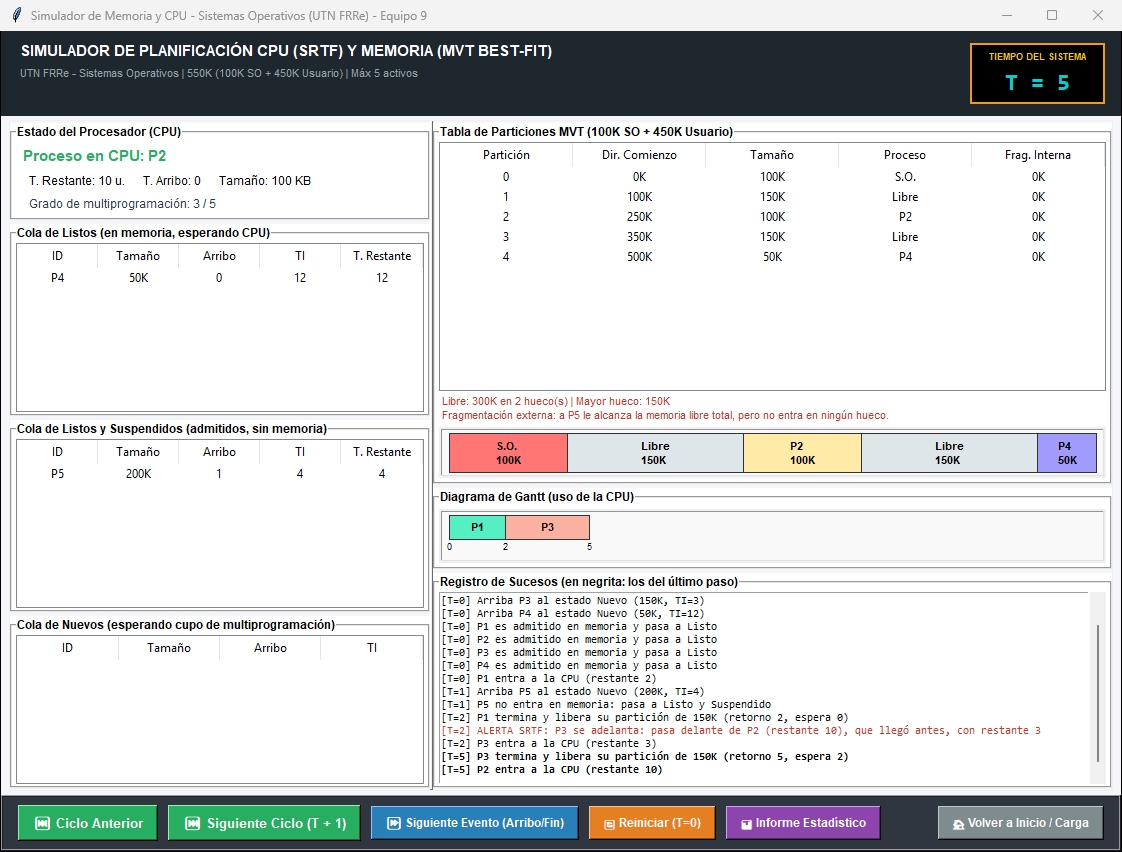 Simulador de Memoria y CPU - Sistemas Operativos (UTN FRRe) - Equipo 9
SIMULADOR DE PLANIFICACIÓN CPU (SRTF) Y MEMORIA (MVT BEST-FIT)
UTN FRRe - Sistemas Operativos | 550K (100K SO + 450K Usuario) | Máx 5 activos
TIEMPO DEL SISTEMA
T = 5
Estado del Procesador (CPU)
Proceso en CPU: P2
T. Restante: 10 u. T. Arribo: 0 Tamaño: 100 KB
Grado de multiprogramación: 3 / 5
Cola de Listos (en memoria, esperando CPU)
ID Tamaño Arribo TI T. Restante
P4 50K 0 12 12
Cola de Listos y Suspendidos (admitidos, sin memoria)
ID Tamaño Arribo TI T. Restante
P5 200K 1 4 4
Cola de Nuevos (esperando cupo de multiprogramación)
ID Tamaño Arribo TI
Tabla de Particiones MVT (100K SO + 450K Usuario)
Partición Dir. Comienzo Tamaño Proceso Frag. Interna
0 0K 100K S.O. 0K
1 100K 150K Libre 0K
2 250K 100K P2 0K
3 350K 150K Libre 0K
4 500K 50K P4 0K
Libre: 300K en 2 hueco(s) | Mayor hueco: 150K
Fragmentación externa: a P5 le alcanza la memoria libre total, pero no entra en ningún hueco.
S.O. Libre P2 Libre P4
100K 150K 100K 150K 50K
Diagrama de Gantt (uso de la CPU)
P1 P3
0 2 5
Registro de Sucesos (en negrita: los del último paso)
[T=0] Arriba P3 al estado Nuevo (150K, TI=3)
[T=0] Arriba P4 al estado Nuevo (50K, TI=12)
[T=0] P1 es admitido en memoria y pasa a Listo
[T=0] P2 es admitido en memoria y pasa a Listo
[T=0] P3 es admitido en memoria y pasa a Listo
[T=0] P4 es admitido en memoria y pasa a Listo
[T=0] P1 entra a la CPU (restante 2)
[T=1] Arriba P5 al estado Nuevo (200K, TI=4)
[T=1] P5 no entra en memoria: pasa a Listo y Suspendido
[T=2] P1 termina y libera su partición de 150K (retorno 2, espera 0)
[T=2] ALERTA SRTF: P3 se adelanta: pasa delante de P2 (restante 10), que llegó antes, con restante 3
[T=2] P3 entra a la CPU (restante 3)
[T=5] P3 termina y libera su partición de 150K (retorno 5, espera 2)
[T=5] P2 entra a la CPU (restante 10)
Ciclo Anterior
Siguiente Ciclo (T + 1)
Siguiente Evento (Arribo/Fin)
Reiniciar (T=0)
Informe Estadístico
Volver a Inicio / Carga